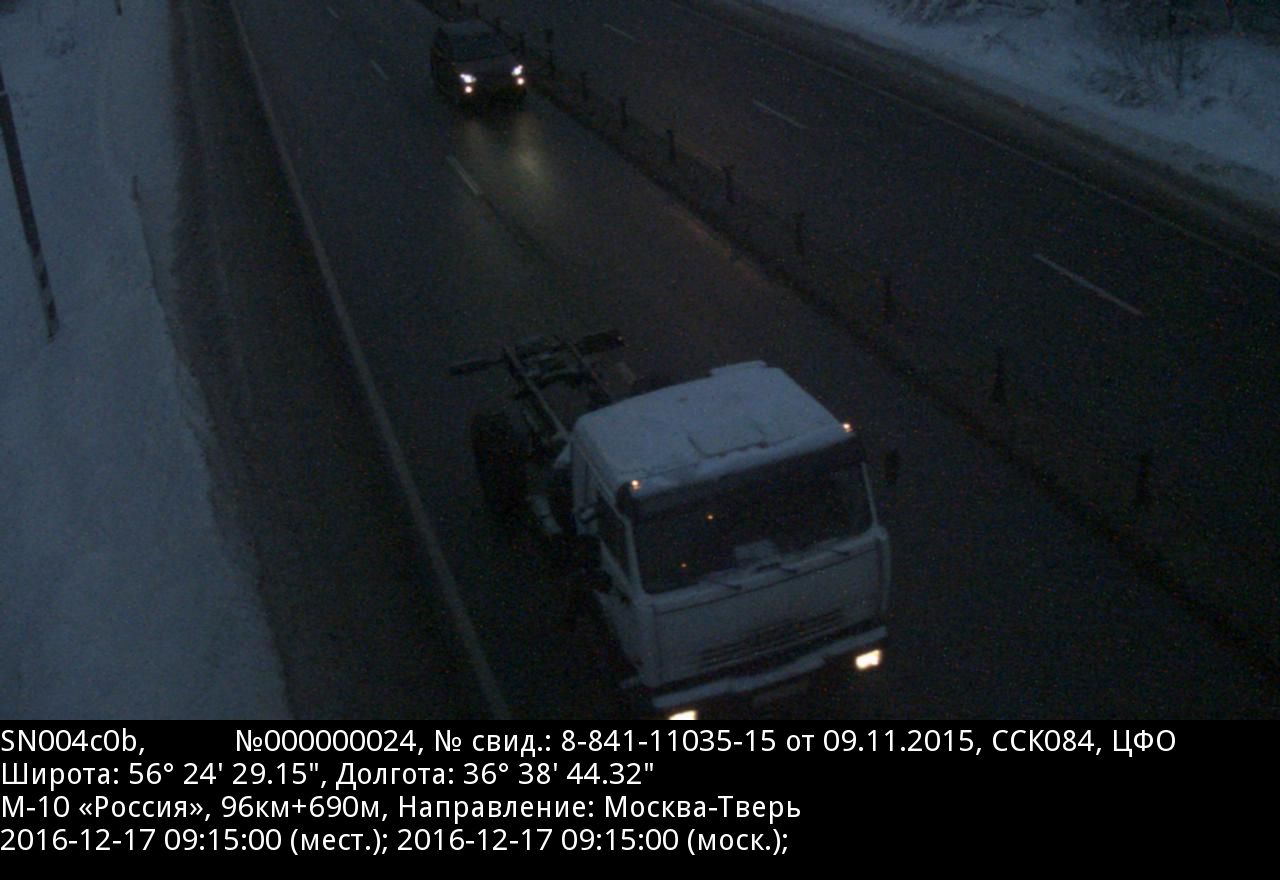 SN004c0b, №000000024, № свид.: 8-841-11035-15 от 09.11.2015, ССК084, ЦФО
Широта: 56° 24' 29.15", Долгота: 36° 38' 44.32"
М-10 «Россия», 96км+690м, Направление: Москва-Тверь
2016-12-17 09:15:00 (мест.); 2016-12-17 09:15:00 (моск.);